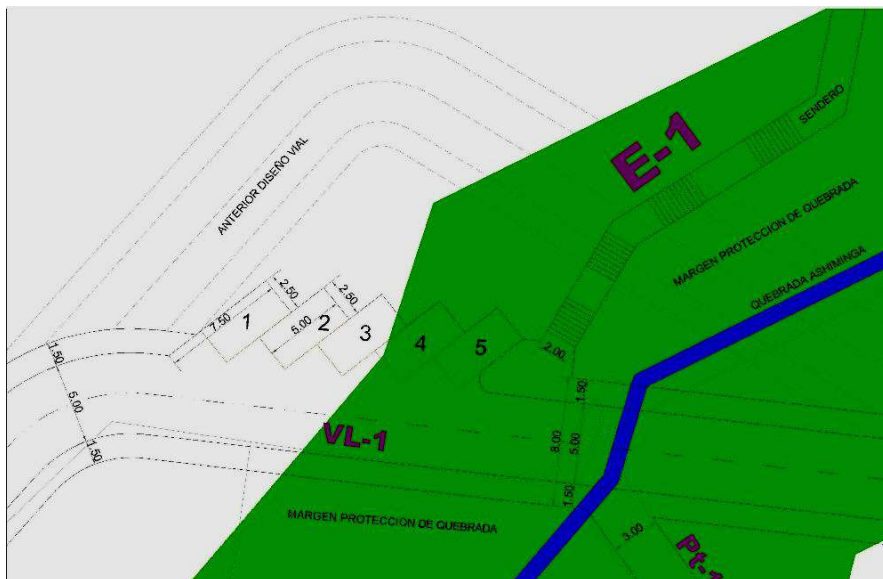 ANTERIOR DISEÑO VIAL
E-1
SENDERO
MARGEN PROTECCION DE QUEBRADA
QUEBRADA ASHIMINGA
2.50
2.50
7.50
1
5.00
2
3
4
5
2.00
1.50
5.00
1.50
1.50
8.00
5.00
1.50
VL-1
MARGEN PROTECCION DE QUEBRADA
3.00
Pt-1